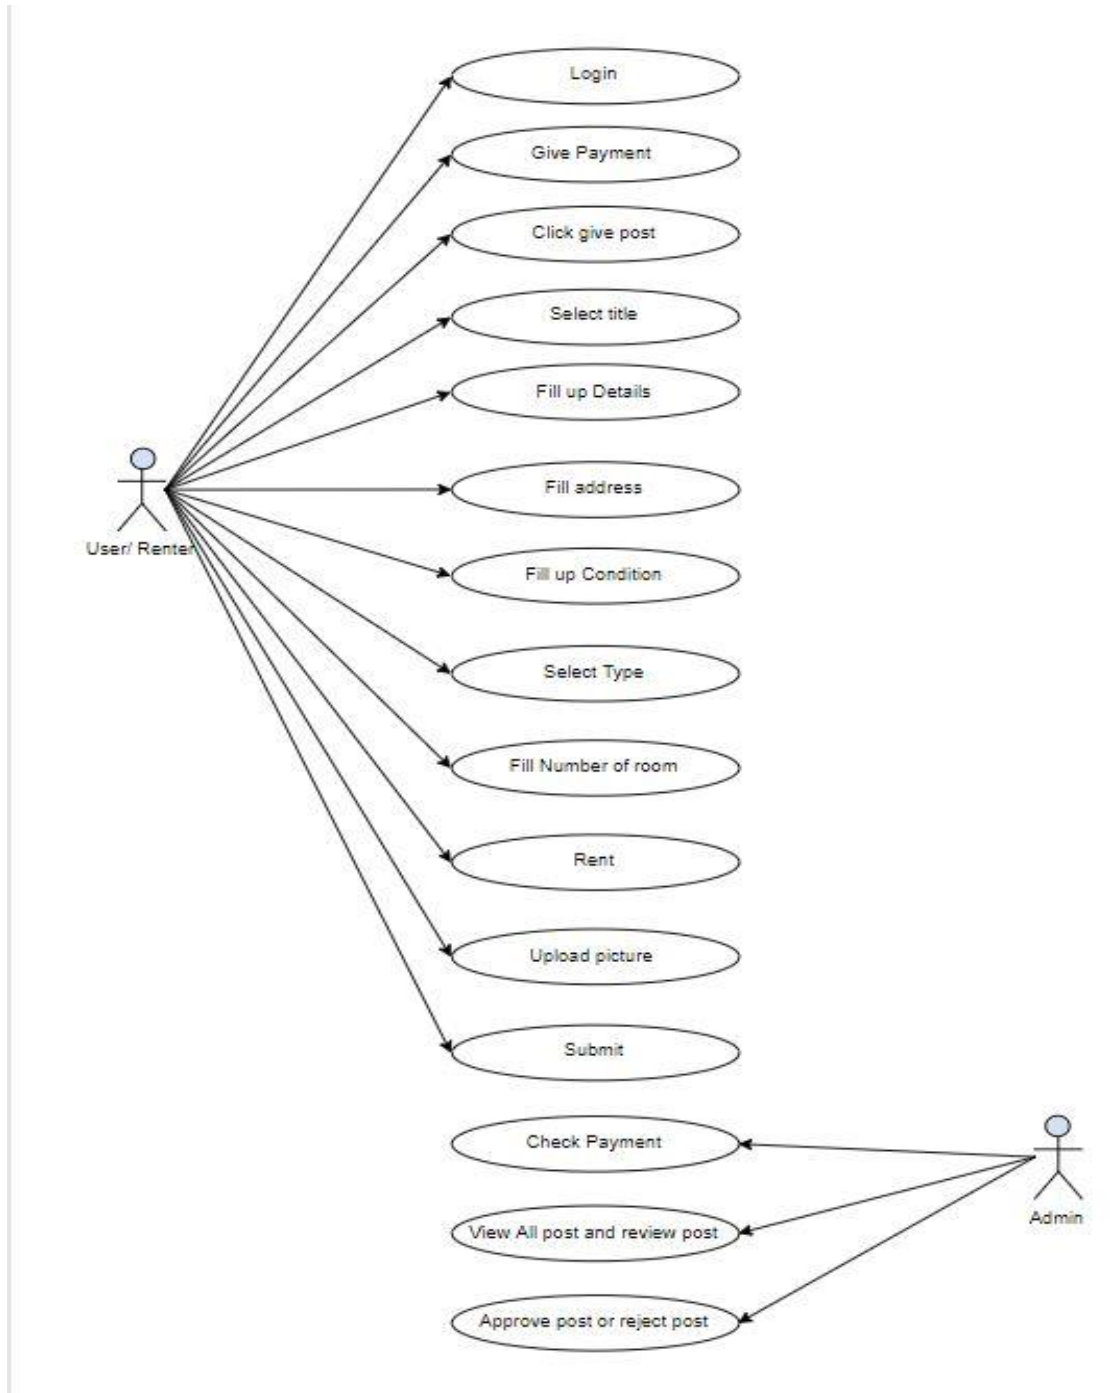 Login
Give Payment
Click give post
Select title
Fill up Details
Fill address
User/ Renter
Fill up Condition
Select Type
Fill Number of room
Rent
Upload picture
Submit
Check Payment
Admin
View All post and review post
Approve post or reject post